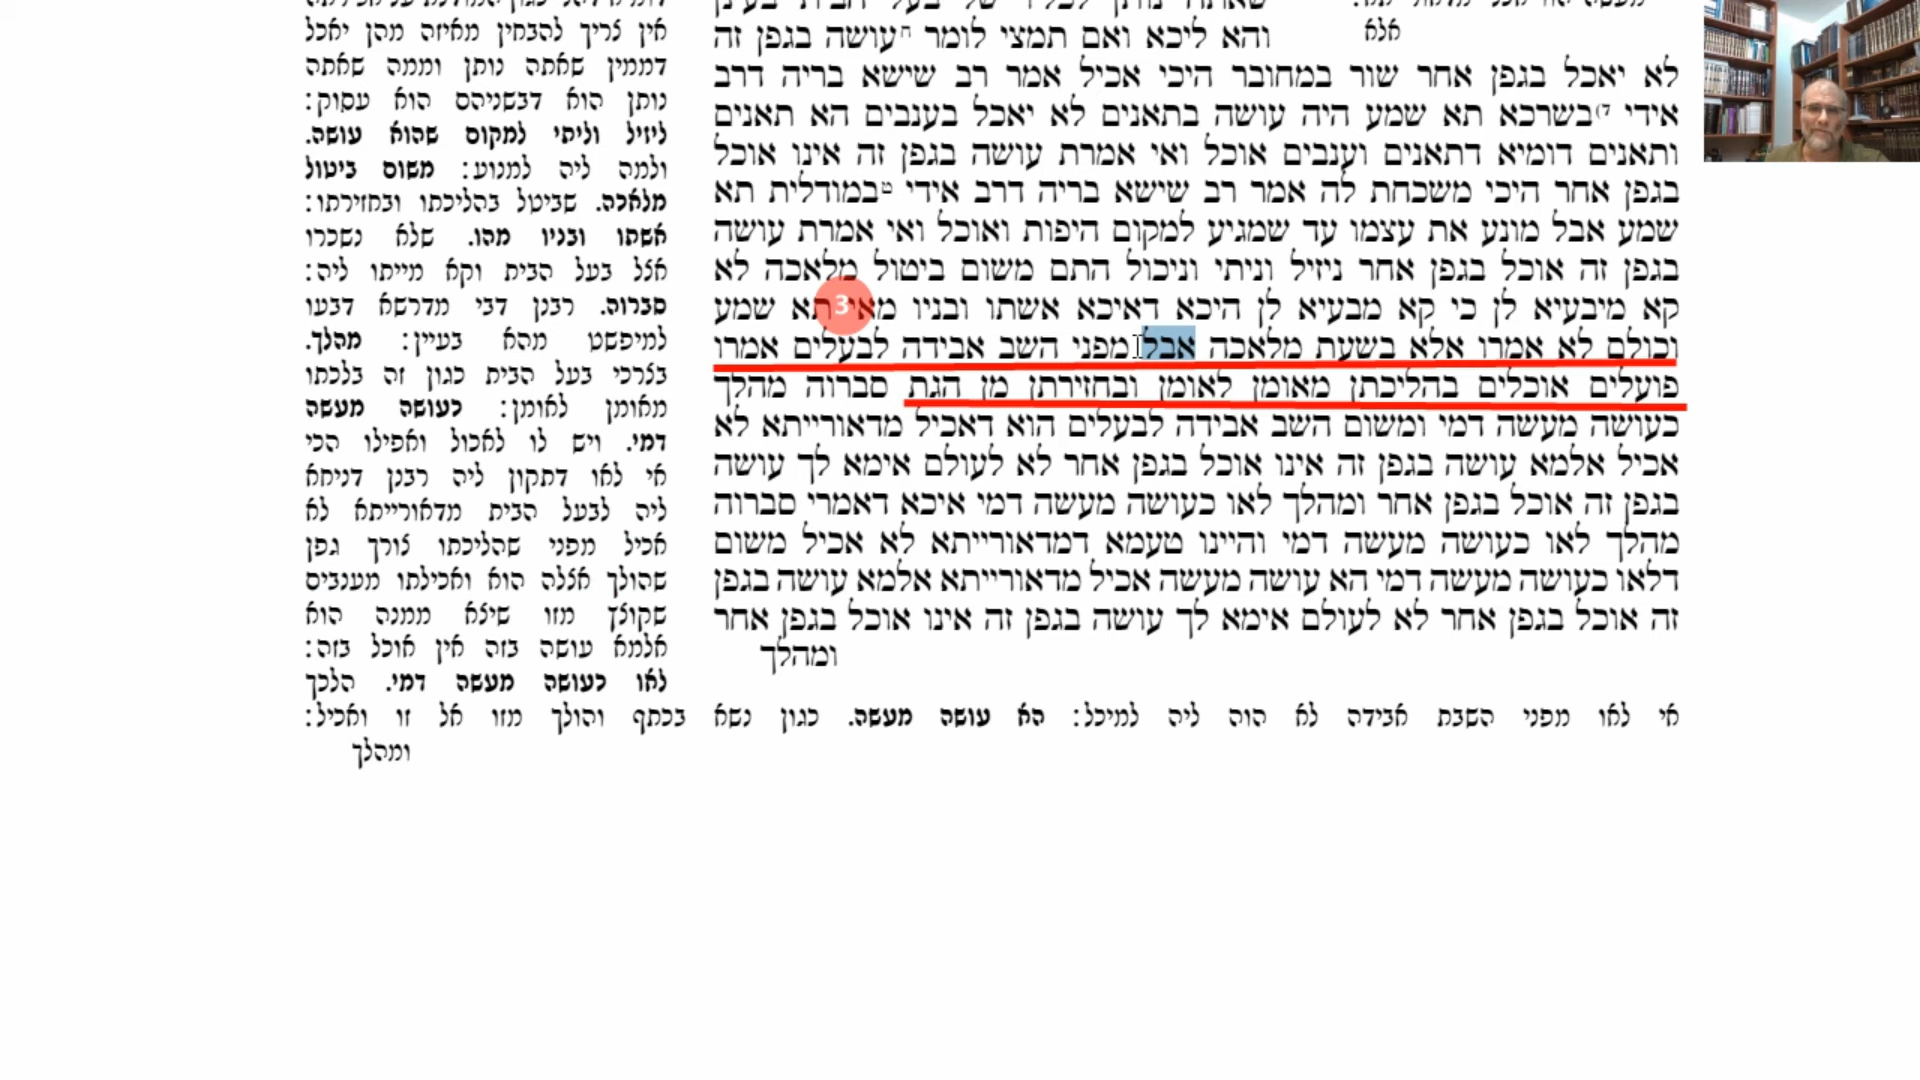 והא ליכא ואם תמצי לומר ח עושה בגפן זה
אלא
לא יאכל בגפן אחר שור במחובר היכי אכיל אמר רב שישא בריה דרב
אידי ד) בשרכא תא שמע היה עושה בתאנים לא יאכל בענבים הא תאנים
ותאנים דומיא דתאנים וענבים אוכל ואי אמרת עושה בגפן זה אינו אוכל
בגפן אחר היכי משכחת לה אמר רב שישא בריה דרב אידי ט במודלית תא
שמע אבל מונע את עצמו עד שמגיע למקום היפות ואוכל ואי אמרת עושה
בגפן זה אוכל בגפן אחר ניזיל וניתי וניכול התם משום ביטול מלאכה לא
קא מיבעיא לן כי קא מבעיא לן היכא דאיכא אשתו ובניו מאי תא שמע
3
וכולם לא אמרו אלא בשעת מלאכה אבל מפני השב אבידה לבעלים אמרו
פועלים אוכלים בהליכתן מאומן לאומן ובחזירתן מן הגת סברוה מהלך
כעושה מעשה דמי ומשום השב אבידה לבעלים הוא דאכיל מדאורייתא לא
אכיל אלמא עושה בגפן זה אינו אוכל בגפן אחר לא לעולם אימא לך עושה
בגפן זה אוכל בגפן אחר ומהלך לאו כעושה מעשה דמי איכא דאמרי סברוה
מהלך לאו כעושה מעשה דמי והיינו טעמא דמדאורייתא לא אכיל משום
דלאו כעושה מעשה דמי הא עושה מעשה אכיל מדאורייתא אלמא עושה בגפן
זה אוכל בגפן אחר לא לעולם אימא לך עושה בגפן זה אינו אוכל בגפן אחר
ומהלך
אין צריך להבחין מאיזה מהן יאכל
דממין שאתה נותן וממה שאתה
נותן הוא דבשניהם הוא עסוק:
ליזיל וליתי למקום שהוא עושה.
ולמה ליה למנוע: משום ביטול
מלאכה. שביטל בהליכתו ובחזירתו:
אשתו ובניו מהו. שלא נשכרו
אצל בעל הבית וקא מייתו ליה:
סברוה. רבנן דבי מדרשא דבעו
למיפשט מהא בעיין: מהלך.
בצרכי בעל הבית כגון זה בלכתו
מאומן לאומן: כעושה מעשה
דמי. ויש לו לאכול ואפילו הכי
אי לאו דתקון ליה רבנן דניחא
ליה לבעל הבית מדאורייתא לא
אכיל מפני שהליכתו צורך גפן
שהולך אצלה הוא ואכילתו מענבים
שקוצץ מזו שיצא ממנה הוא
אלמא עושה בזה אין אוכל בזה:
לאו כעושה מעשה דמי. הלכך
אי לאו מפני השבת אבידה לא הוה ליה למיכל: הא עושה מעשה. כגון נשא בכתף והולך מזו אל זו ואכיל:
ומהלך